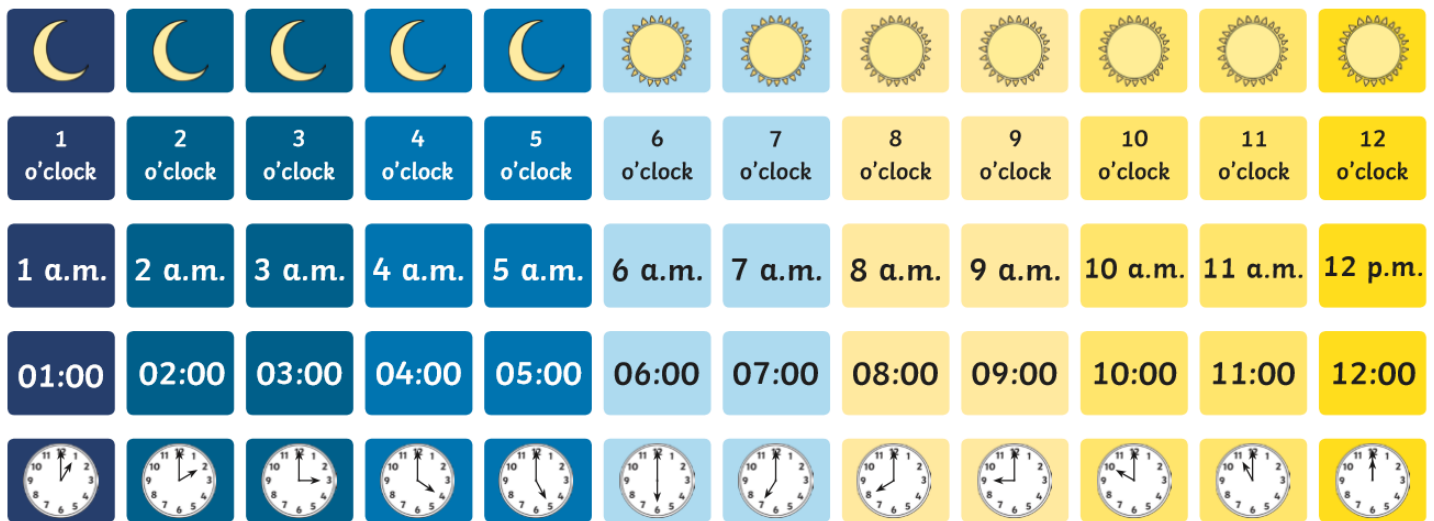 1 2 3 4 5 6 7 8 9 10 11 12
o'clock o'clock o'clock o'clock o'clock o'clock o'clock o'clock o'clock o'clock o'clock o'clock
1 a.m. 2 a.m. 3 a.m. 4 a.m. 5 a.m. 6 a.m. 7 a.m. 8 a.m. 9 a.m. 10 a.m. 11 a.m. 12 p.m.
01:00 02:00 03:00 04:00 05:00 06:00 07:00 08:00 09:00 10:00 11:00 12:00